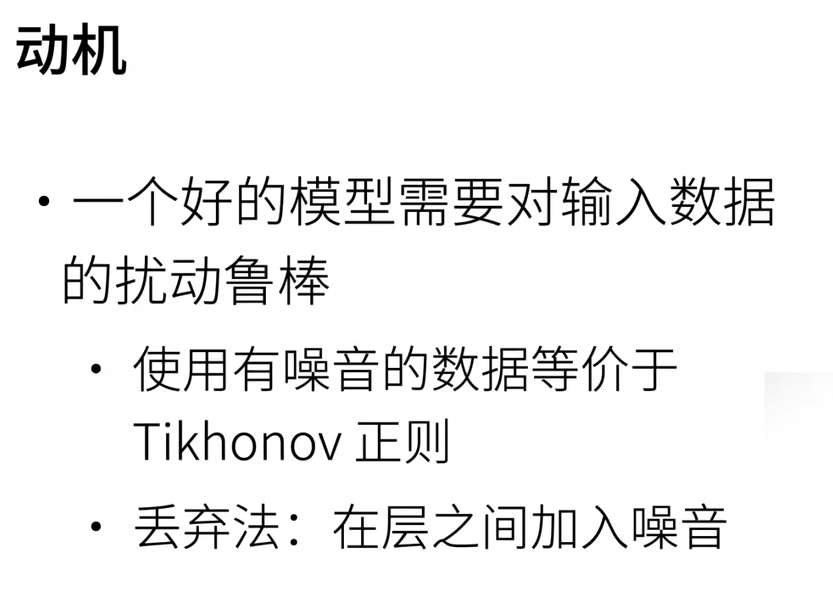 动机
• 一个好的模型需要对输入数据
的扰动鲁棒
• 使用有噪音的数据等价于
Tikhonov 正则
• 丢弃法：在层之间加入噪音